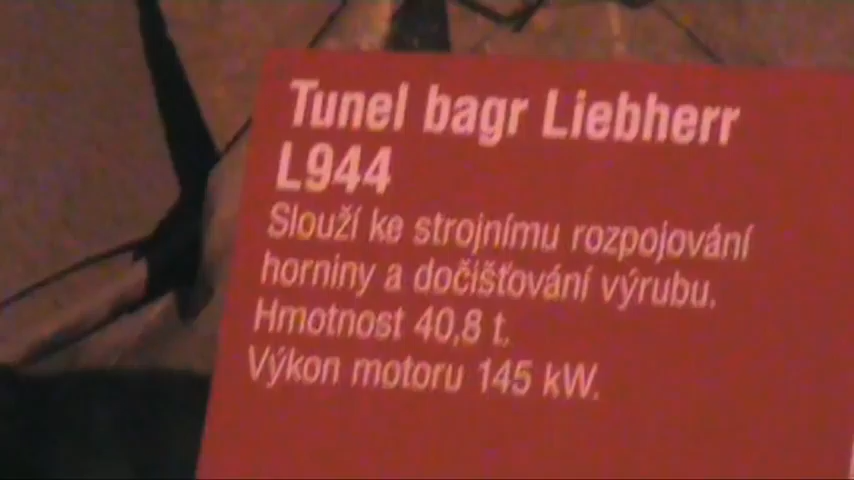 Tunel bagr Liebherr
L944
Slouží ke strojnímu rozpojování
horniny a dočišťování výrubu.
Hmotnost 40,8 t.
Výkon motoru 145 kW.